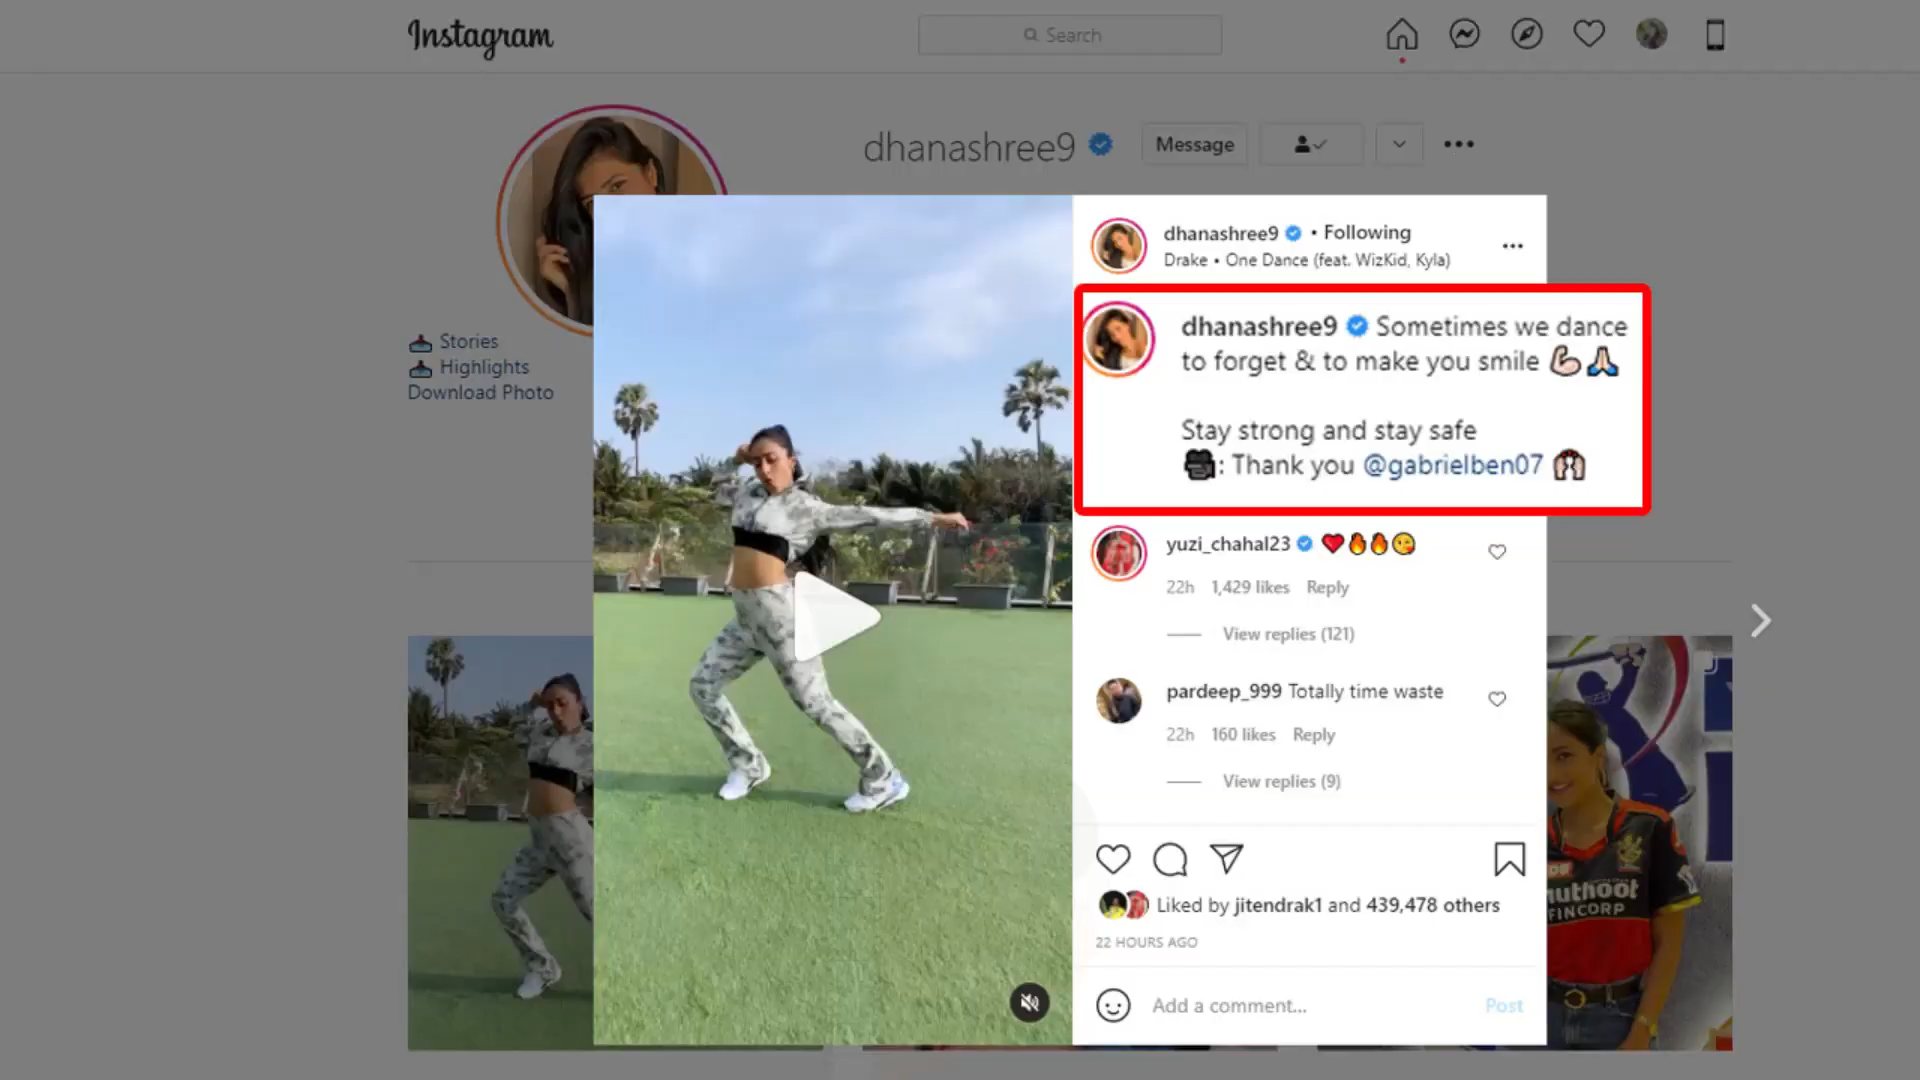 Instagram
Search
dhanashree9
Message
Stories
Highlights
Download Photo
dhanashree9 • Following
Drake • One Dance (feat. WizKid, Kyla)
dhanashree9 Sometimes we dance
to forget & to make you smile 💪🏻🙏🏻
Stay strong and stay safe
🎥: Thank you @gabrielben07 🙌🏻
yuzi_chahal23 ❤️🔥🔥😘
22h 1,429 likes Reply
View replies (121)
pardeep_999 Totally time waste
22h 160 likes Reply
View replies (9)
Liked by jitendrak1 and 439,478 others
22 HOURS AGO
Add a comment... Post
muthoot
FINCORP